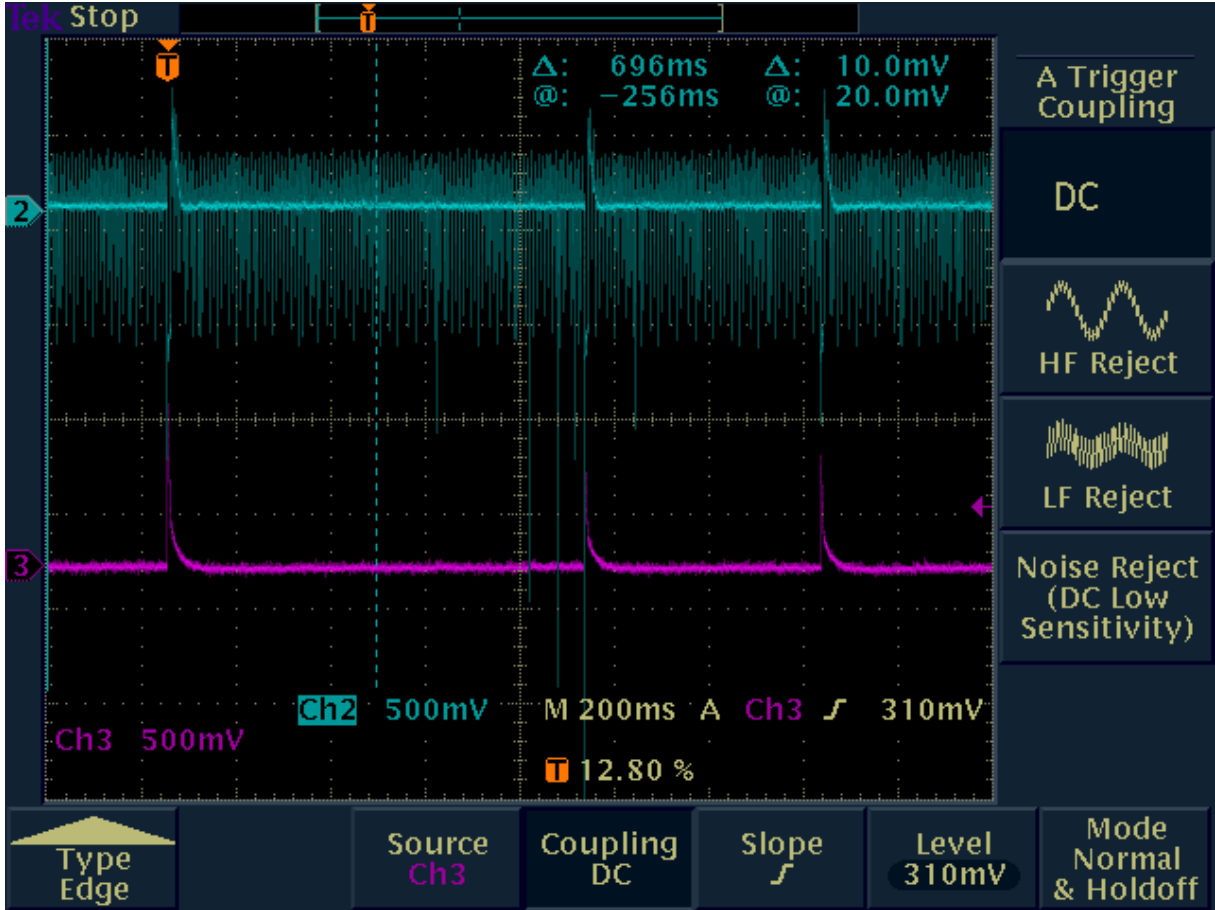 Tek Stop
T
T
Δ: 696ms Δ: 10.0mV
@: −256ms @: 20.0mV
A Trigger
Coupling
DC
2
HF Reject
LF Reject
3
Noise Reject
(DC Low
Sensitivity)
Ch2 500mV M 200ms A Ch3 310mV
Ch3 500mV
T 12.80 %
Type
Edge
Source
Ch3
Coupling
DC
Slope
Level
310mV
Mode
Normal
& Holdoff